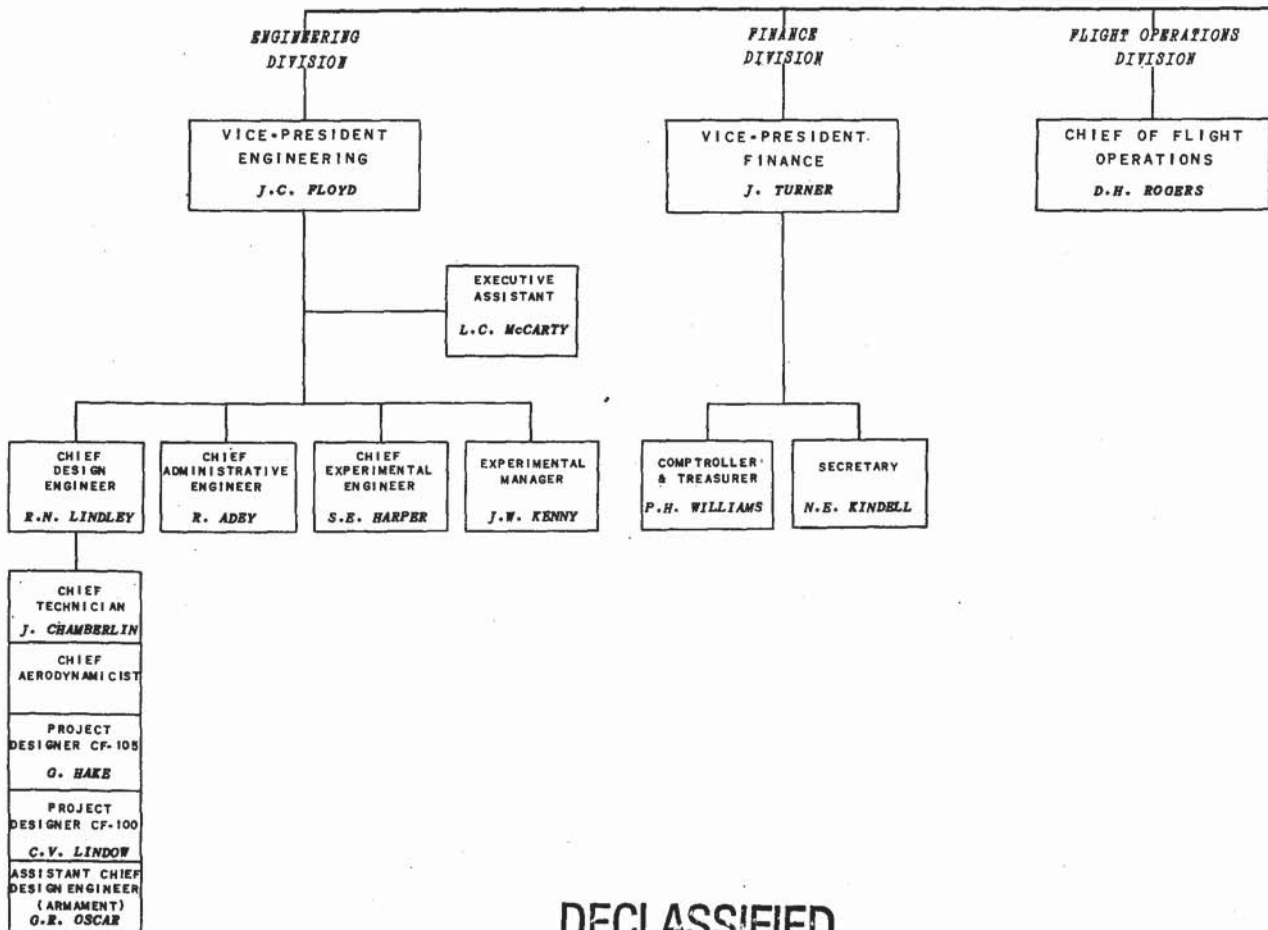 ENGINEERING
DIVISION
FINANCE
DIVISION
FLIGHT OPERATIONS
DIVISION
VICE-PRESIDENT
ENGINEERING
J.C. FLOYD
VICE-PRESIDENT
FINANCE
J. TURNER
CHIEF OF FLIGHT
OPERATIONS
D.H. ROGERS
EXECUTIVE
ASSISTANT
L.C. McCARTY
CHIEF
DESIGN
ENGINEER
R.N. LINDLEY
CHIEF
ADMINISTRATIVE
ENGINEER
R. ADEY
CHIEF
EXPERIMENTAL
ENGINEER
S.E. HARPER
EXPERIMENTAL
MANAGER
J.W. KENNY
COMPTROLLER
& TREASURER
P.H. WILLIAMS
SECRETARY
N.E. KINDELL
CHIEF
TECHNICIAN
J. CHAMBERLIN
CHIEF
AERODYNAMICIST
PROJECT
DESIGNER CF-105
G. HAKE
PROJECT
DESIGNER CF-100
C.V. LINDOW
ASSISTANT CHIEF
DESIGN ENGINEER
(ARMAMENT)
G.R. OSCAR
DECLASSIFIED